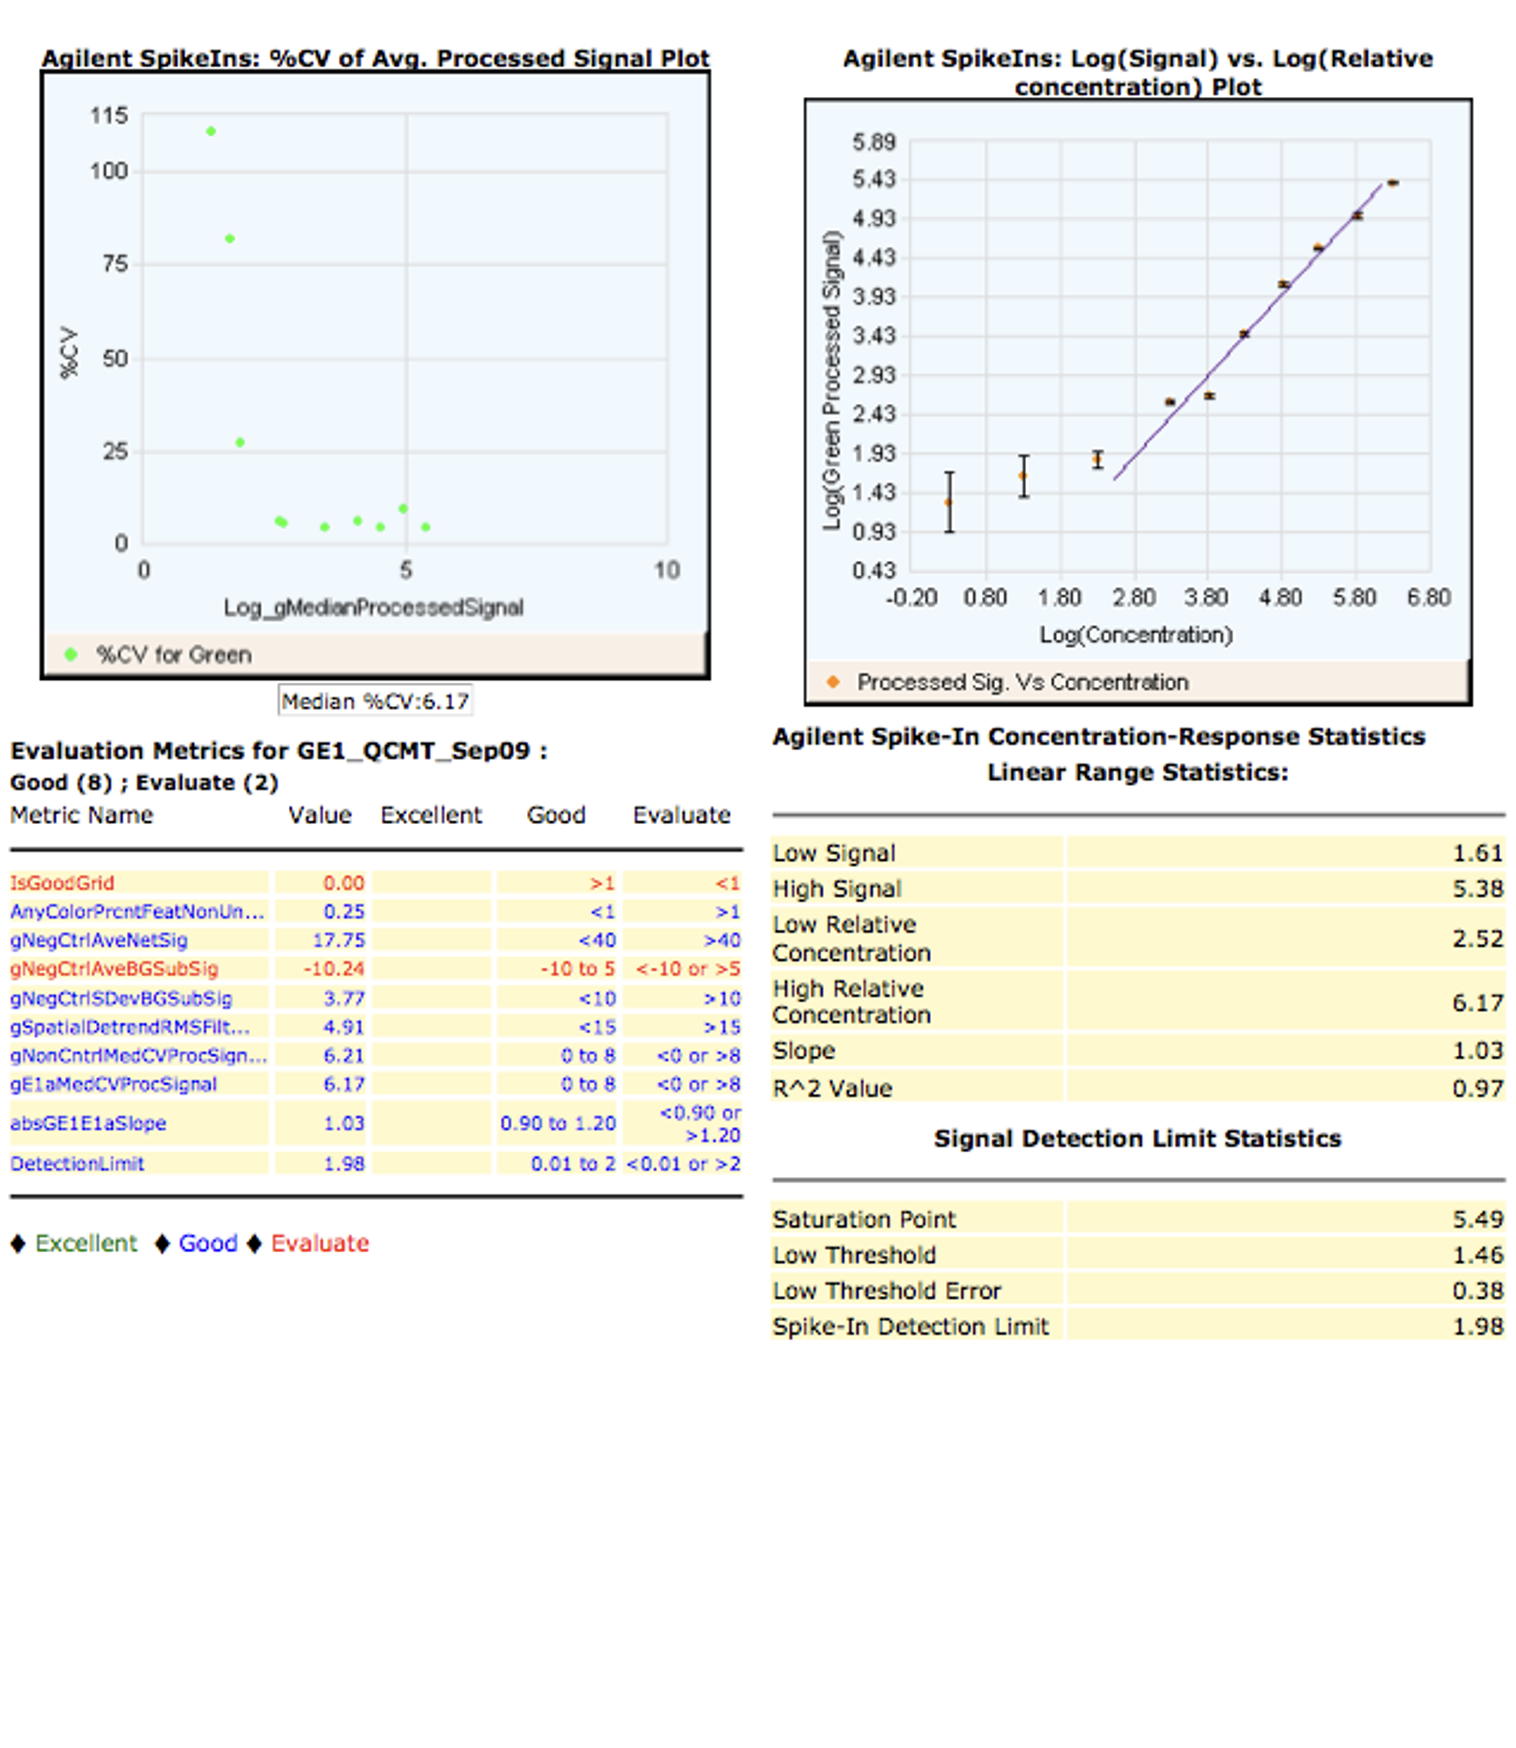 Agilent SpikeIns: %CV of Avg. Processed Signal Plot
115
100
75
50
25
0
%CV
0 5 10
Log_gMedianProcessedSignal
%CV for Green
Median %CV:6.17
Evaluation Metrics for GE1_QCMT_Sep09 :
Good (8) ; Evaluate (2)
Metric Name Value Excellent Good Evaluate
IsGoodGrid 0.00 >1 <1
AnyColorPrcntFeatNonUn... 0.25 <1 >1
gNegCtrlAveNetSig 17.75 <40 >40
gNegCtrlAveBGSubSig -10.24 -10 to 5 <-10 or >5
gNegCtrlSDevBGSubSig 3.77 <10 >10
gSpatialDetrendRMSFilt... 4.91 <15 >15
gNonCntrlMedCVProcSign... 6.21 0 to 8 <0 or >8
gE1aMedCVProcSignal 6.17 0 to 8 <0 or >8
absGE1E1aSlope 1.03 0.90 to 1.20 <0.90 or
>1.20
DetectionLimit 1.98 0.01 to 2 <0.01 or >2
♦ Excellent ♦ Good ♦ Evaluate
Agilent SpikeIns: Log(Signal) vs. Log(Relative
concentration) Plot
5.89
5.43
4.93
4.43
3.93
3.43
2.93
2.43
1.93
1.43
0.93
0.43
Log(Green Processed Signal)
-0.20 0.80 1.80 2.80 3.80 4.80 5.80 6.80
Log(Concentration)
Processed Sig. Vs Concentration
Agilent Spike-In Concentration-Response Statistics
Linear Range Statistics:
Low Signal 1.61
High Signal 5.38
Low Relative
Concentration 2.52
High Relative
Concentration 6.17
Slope 1.03
R^2 Value 0.97
Signal Detection Limit Statistics
Saturation Point 5.49
Low Threshold 1.46
Low Threshold Error 0.38
Spike-In Detection Limit 1.98